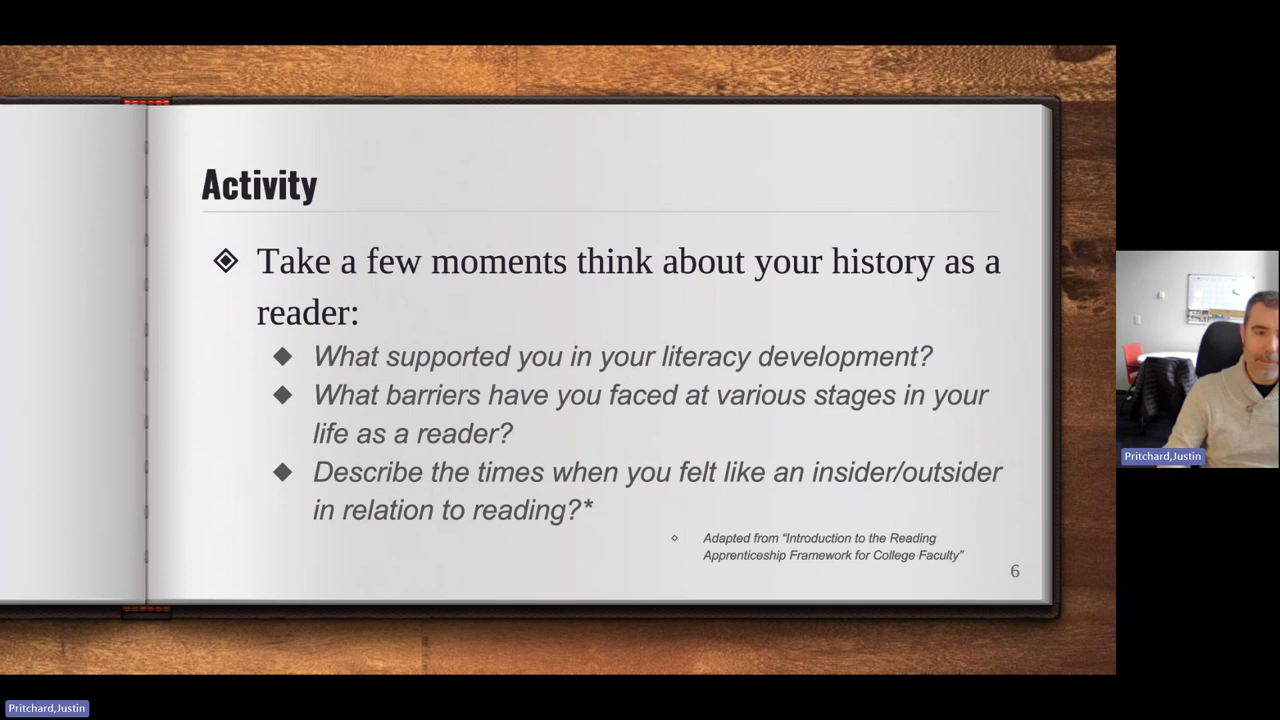 Activity
Take a few moments think about your history as a
reader:
What supported you in your literacy development?
What barriers have you faced at various stages in your
life as a reader?
Describe the times when you felt like an insider/outsider
in relation to reading?*
Adapted from “Introduction to the Reading
Apprenticeship Framework for College Faculty”
6
Pritchard,Justin
Pritchard,Justin